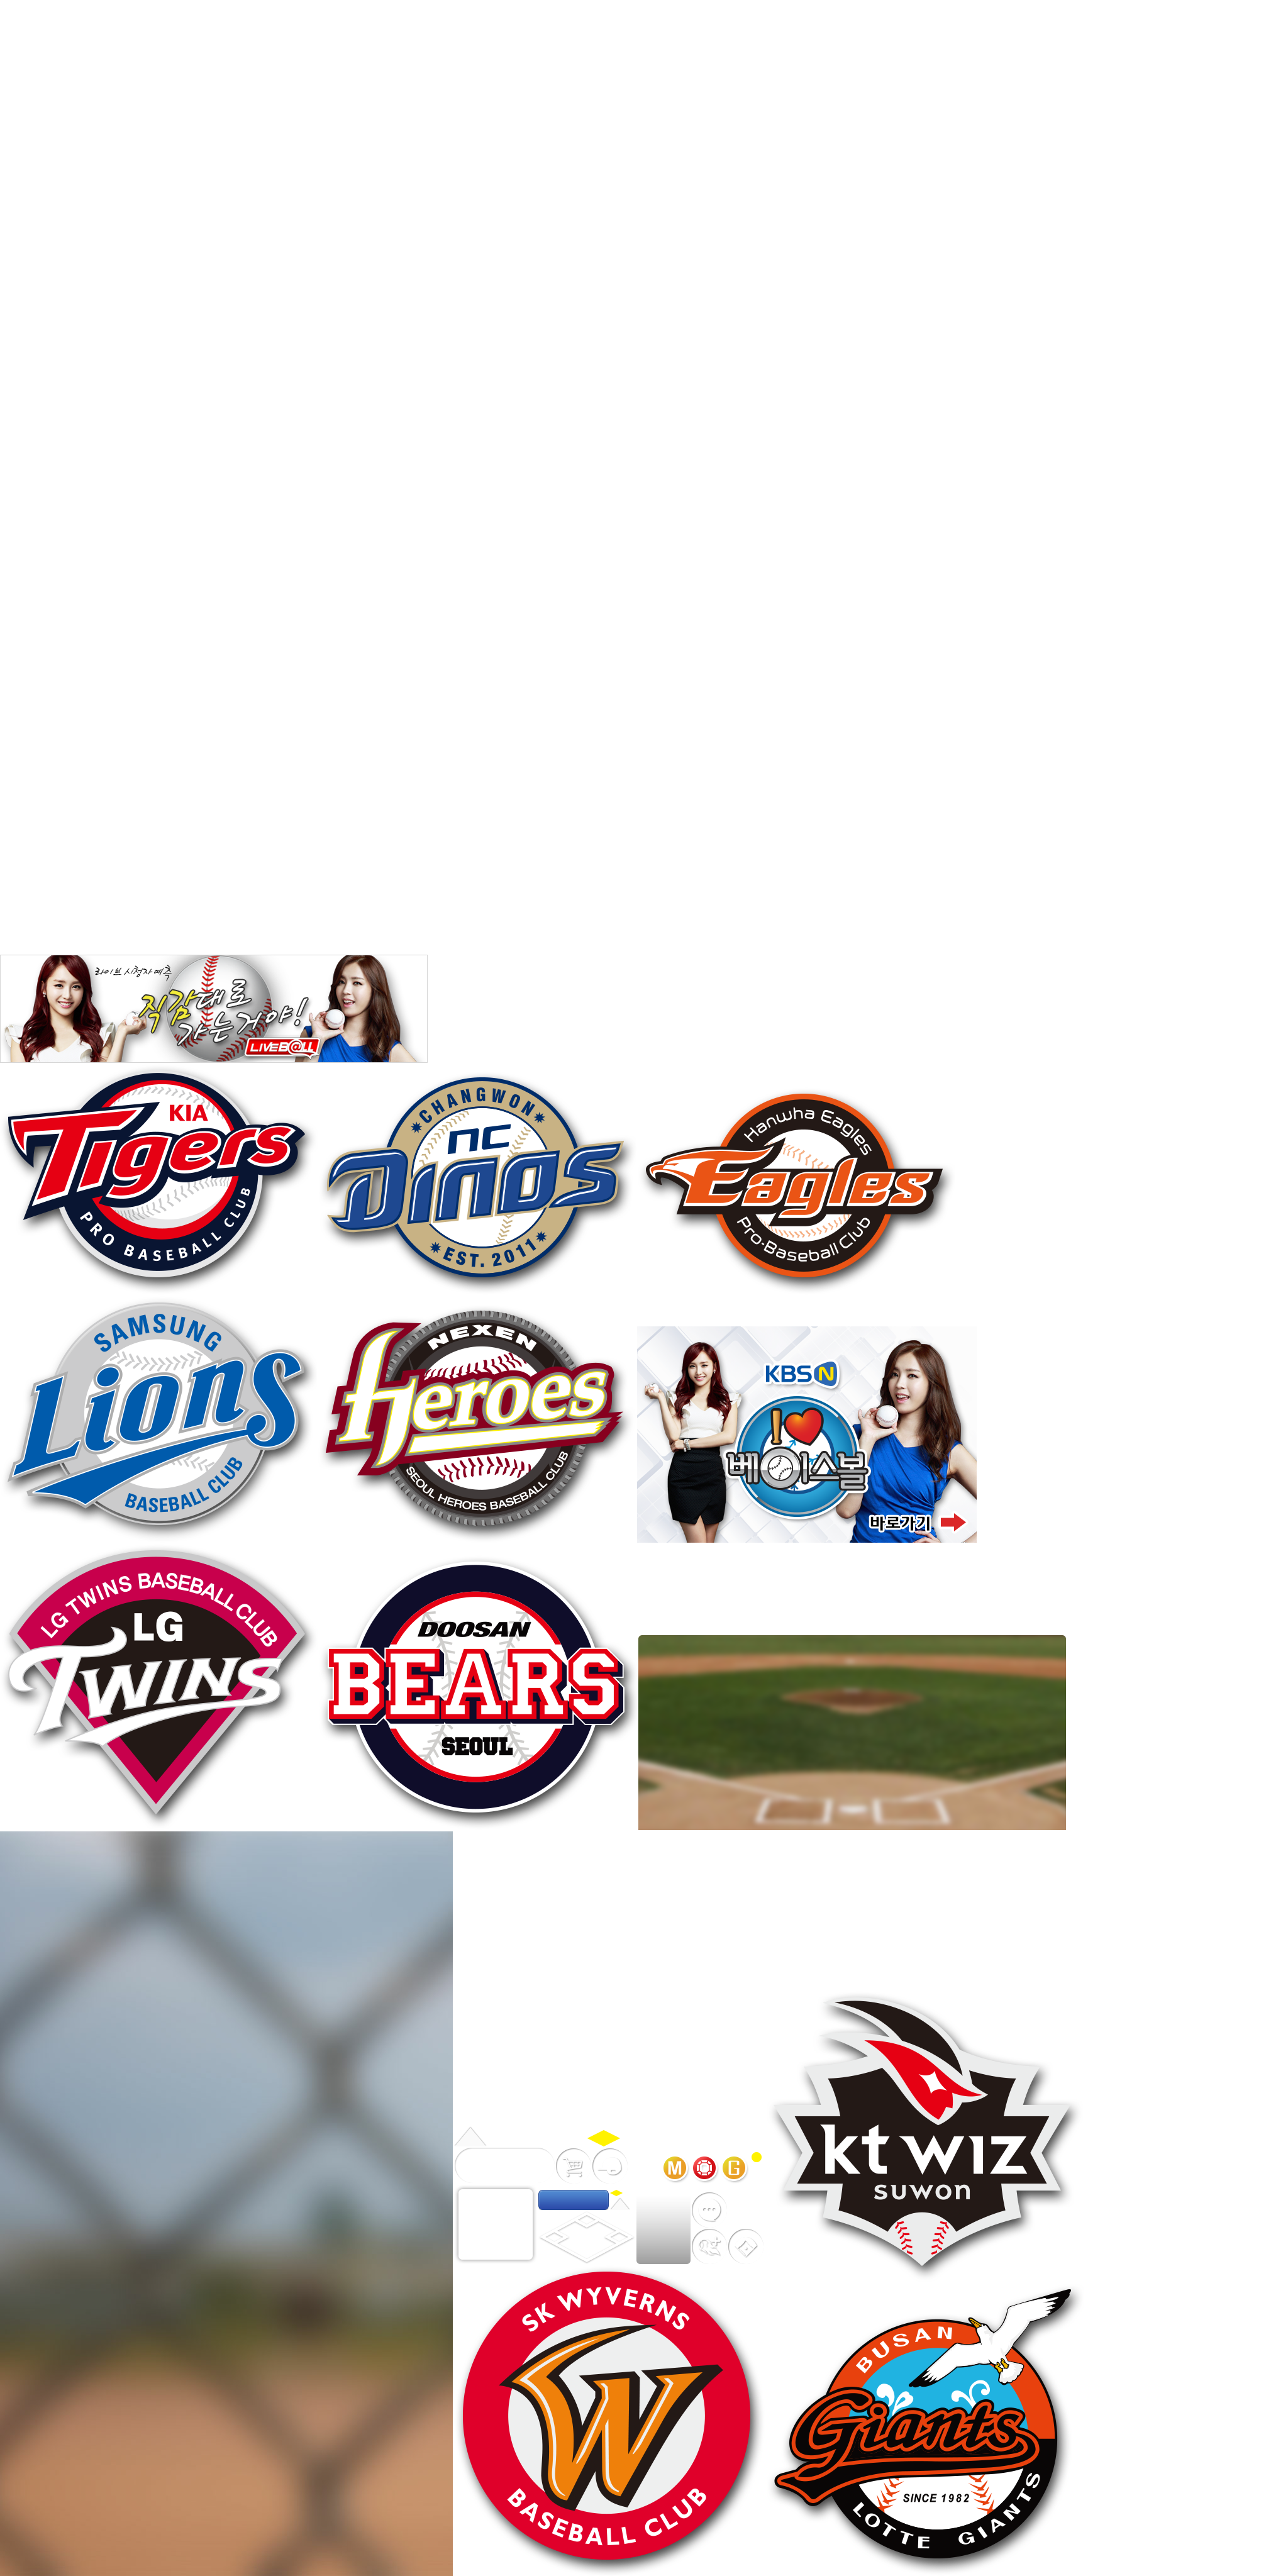 라이브 시청자 예측
직감대로
가는거야!
LIVEB@LL
KIA
Tigers
PRO BASEBALL CLUB
CHANGWON
NC
Dinos
EST. 2011
Hanwha Eagles
Eagles
Pro-Baseball Club
SAMSUNG
Lions
BASEBALL CLUB
NEXEN
Heroes
SEOUL HEROES BASEBALL CLUB
KBS N
I
베이스볼
바로가기
LG TWINS BASEBALL CLUB
LG
TWINS
DOOSAN
BEARS
SEOUL
kt wiz
suwon
M
G
SK WYVERNS
W
BASEBALL CLUB
BUSAN
Giants
SINCE 1982
LOTTE GIANTS